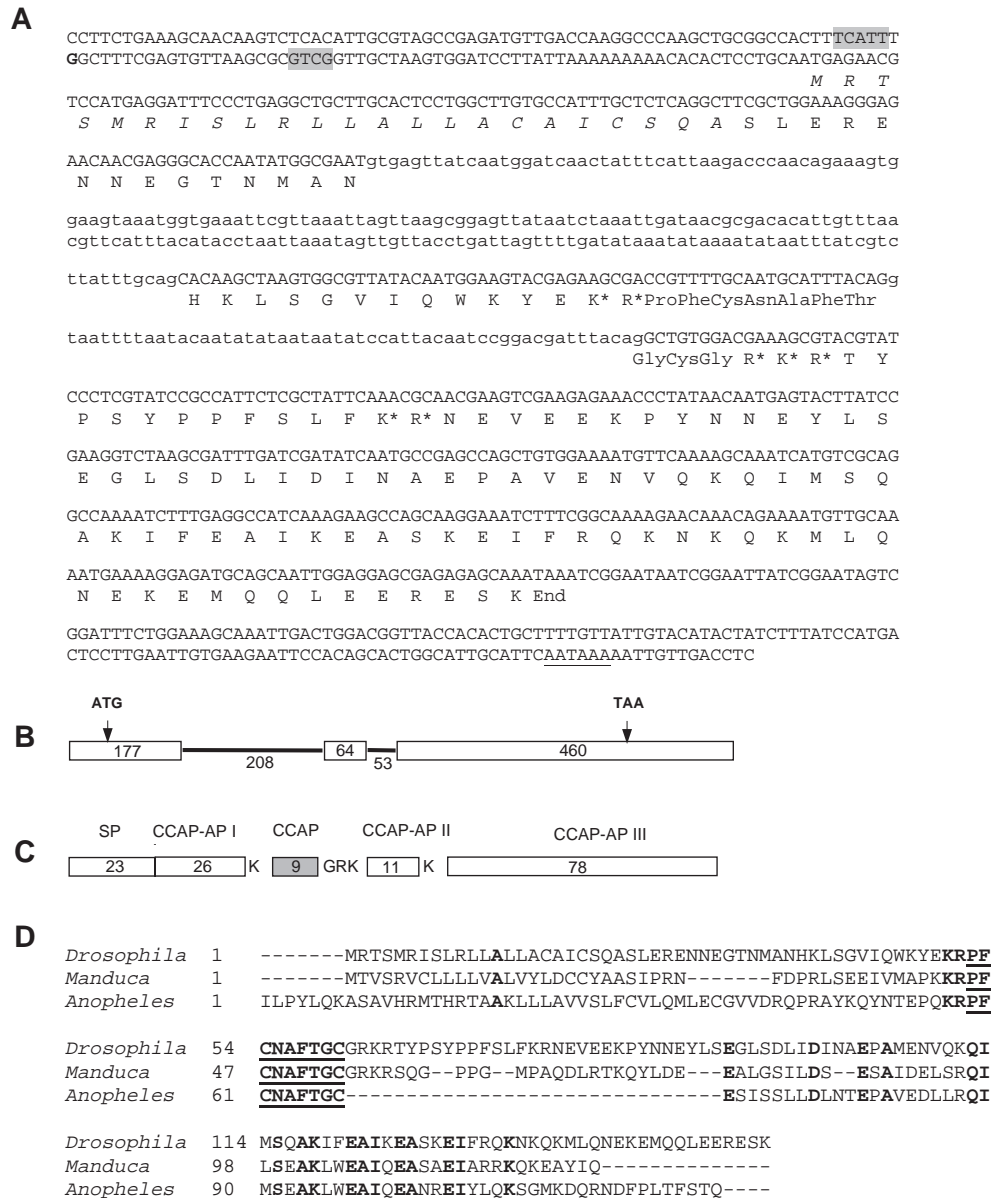 A
CCTTCTGAAAGCAACAAGTCTCACATTGCGTAGCCGAGATGTTGACCAAGGCCCAAGCTGCGGCCACTTTTCATTT
GGCTTTCGAGTGTTAAGCGCGTCGGTTGCTAAGTGGATCCTTATTAAAAAAAAACACACTCCTGCAATGAGAACG
M R T
TCCATGAGGATTTCCCTGAGGCTGCTTGCACTCCTGGCTTGTGCCATTTGCTCTCAGGCTTCGCTGGAAAGGGAG
S M R I S L R L L A L L A C A I C S Q A S L E R E
AACAACGAGGGCACCAATATGGCGAATgtgagttatcaatggatcaactatttcattaagacccaacagaaagtg
N N E G T N M A N
gaagtaaatggtgaaattcgttaaattagttaagcggagttataatctaaattgataacgcgacacattgtttaa
cgttcatttacatacctaattaaatagttgttacctgattagttttgatataaatataaaatataatttatcgtc
ttatttgcagCACAAGCTAAGTGGCGTTATACAATGGAAGTACGAGAAGCGACCGTTTTGCAATGCATTTACAGg
H K L S G V I Q W K Y E K* R*ProPheCysAsnAlaPheThr
taattttaatacaatatataataatatccattacaatccggacgatttacagGCTGTGGACGAAAGCGTACGTAT
GlyCysGly R* K* R* T Y
CCCTCGTATCCGCCATTCTCGCTATTCAAACGCAACGAAGTCGAAGAGAAACCCTATAACAATGAGTACTTATCC
P S Y P P F S L F K* R* N E V E E K P Y N N E Y L S
GAAGGTCTAAGCGATTTGATCGATATCAATGCCGAGCCAGCTGTGGAAAATGTTCAAAAGCAAATCATGTCGCAG
E G L S D L I D I N A E P A V E N V Q K Q I M S Q
GCCAAAATCTTTGAGGCCATCAAAGAAGCCAGCAAGGAAATCTTTCGGCAAAAGAACAAACAGAAAATGTTGCAA
A K I F E A I K E A S K E I F R Q K N K Q K M L Q
AATGAAAAGGAGATGCAGCAATTGGAGGAGCGAGAGAGCAAATAAATCGGAATAATCGGAATTATCGGAATAGTC
N E K E M Q Q L E E R E S K End
GGATTTCTGGAAAGCAAATTGACTGGACGGTTACCACACTGCTTTTGTTATTGTACATACTATCTTTATCCATGA
CTCCTTGAATTGTGAAGAATTCCACAGCACTGGCATTGCATTCAATAAAAATTGTTGACCTC
ATG TAA
B
177 208 64 53 460
SP CCAP-AP I CCAP CCAP-AP II CCAP-AP III
C
23 26 K 9 GRK 11 K 78
D
Drosophila 1 -------MRTSMRISLRLLALLACAICSQASLERENNEGTNMANHKLSGVIQWKYEKRPF
Manduca 1 -------MTVSRVCLLLLVALVYLDCCYAASIPRN-------FDPRLSEEIVMAPKKRPF
Anopheles 1 ILPYLQKASAVHRMTHRTAAKLLLAVVSLFCVLQMLECGVVDRQPRAYKQYNTEPQKRPF
Drosophila 54 CNAFTGCGRKRTYPSYPPFSLFKRNEVEEKPYNNEYLSEGLSDLIDINAEPAMENVQKQI
Manduca 47 CNAFTGCGRKRSQG--PPG--MPAQDLRTKQYLDE---EALGSILDS--ESAIDELSRQI
Anopheles 61 CNAFTGC--------------------------------ESISSLLDLNTEPAVEDLLRQI
Drosophila 114 MSQAKIFEAIKEASKEIFRQKNKQKMLQNEKEMQQLEERESK
Manduca 98 LSEAKLWEAIQEASAEIARRKQKEAYIQ--------------
Anopheles 90 MSEAKLWEAIQEANREIYLQKSGMKDQRNDFPLTFSTQ----